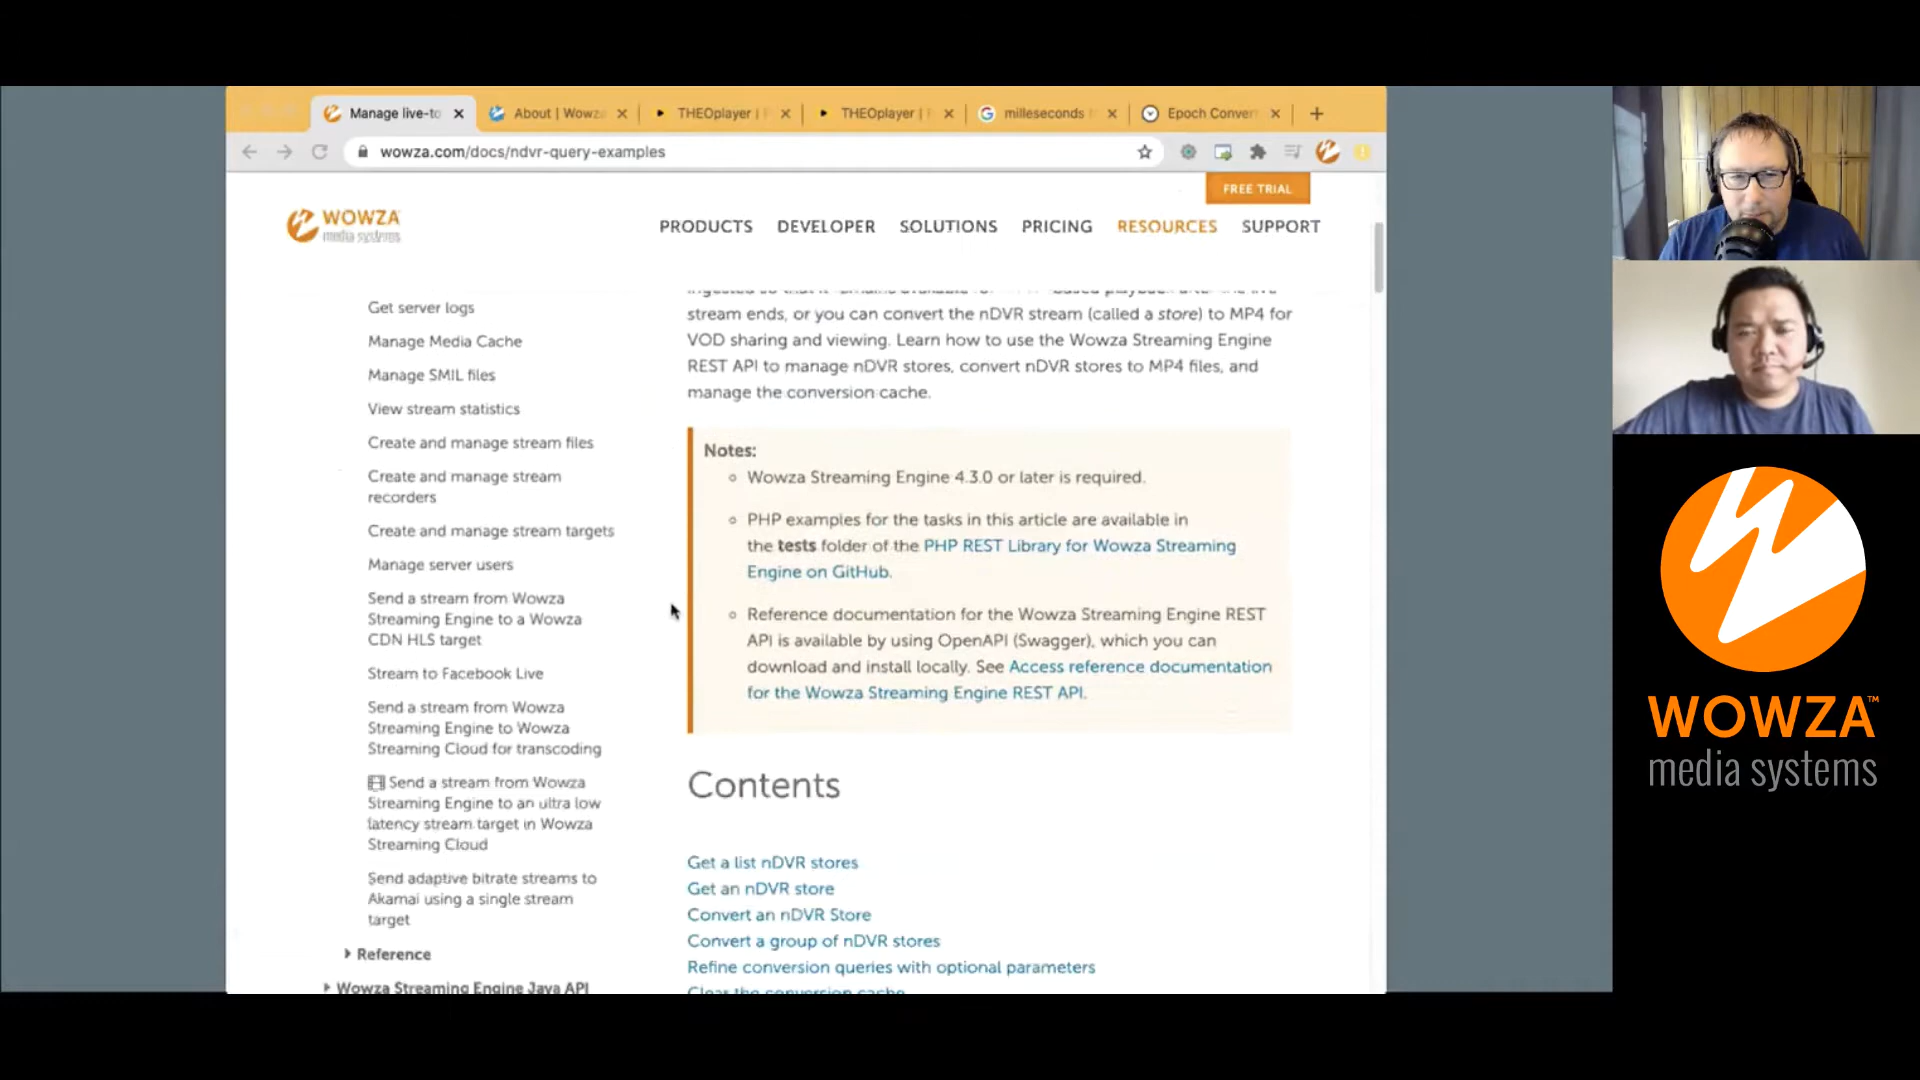 Manage live-to
About | Wowza
THEOplayer |
THEOplayer |
milleseconds
Epoch Conver
wowza.com/docs/ndvr-query-examples
FREE TRIAL
WOWZA
media systems
PRODUCTS
DEVELOPER
SOLUTIONS
PRICING
RESOURCES
SUPPORT
Get server logs
Manage Media Cache
Manage SMIL files
View stream statistics
Create and manage stream files
Create and manage stream
recorders
Create and manage stream targets
Manage server users
Send a stream from Wowza
Streaming Engine to a Wowza
CDN HLS target
Stream to Facebook Live
Send a stream from Wowza
Streaming Engine to Wowza
Streaming Cloud for transcoding
Send a stream from Wowza
Streaming Engine to an ultra low
latency stream target in Wowza
Streaming Cloud
Send adaptive bitrate streams to
Akamai using a single stream
target
Reference
Wowza Streaming Engine Java API
stream ends, or you can convert the nDVR stream (called a store) to MP4 for
VOD sharing and viewing. Learn how to use the Wowza Streaming Engine
REST API to manage nDVR stores, convert nDVR stores to MP4 files, and
manage the conversion cache.
Notes:
Wowza Streaming Engine 4.3.0 or later is required.
PHP examples for the tasks in this article are available in
the tests folder of the PHP REST Library for Wowza Streaming
Engine on GitHub.
Reference documentation for the Wowza Streaming Engine REST
API is available by using OpenAPI (Swagger), which you can
download and install locally. See Access reference documentation
for the Wowza Streaming Engine REST API.
Contents
Get a list nDVR stores
Get an nDVR store
Convert an nDVR Store
Convert a group of nDVR stores
Refine conversion queries with optional parameters
Clear the conversion cache
WOWZA™
media systems